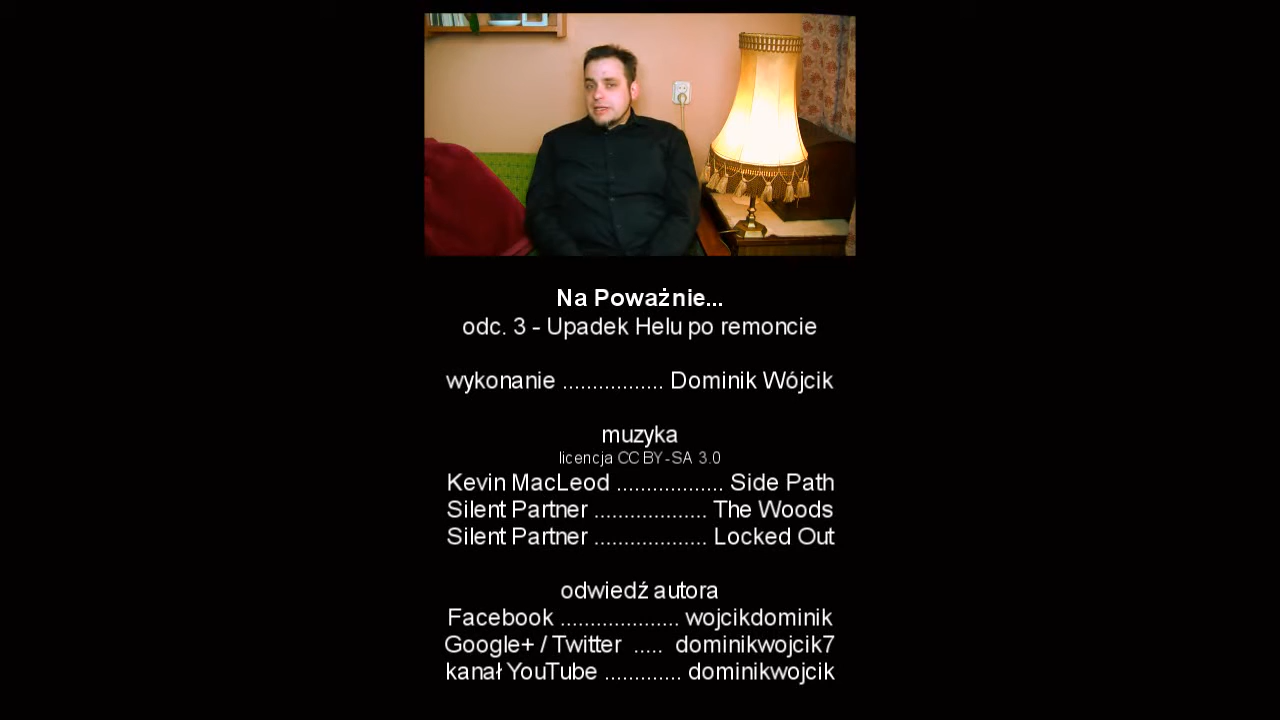 Na Poważnie...
odc. 3 - Upadek Helu po remoncie
wykonanie ................. Dominik Wójcik
muzyka
licencja CC BY-SA 3.0
Kevin MacLeod .................. Side Path
Silent Partner ................... The Woods
Silent Partner ................... Locked Out
odwiedź autora
Facebook .................... wojcikdominik
Google+ / Twitter ..... dominikwojcik7
kanał YouTube ............. dominikwojcik